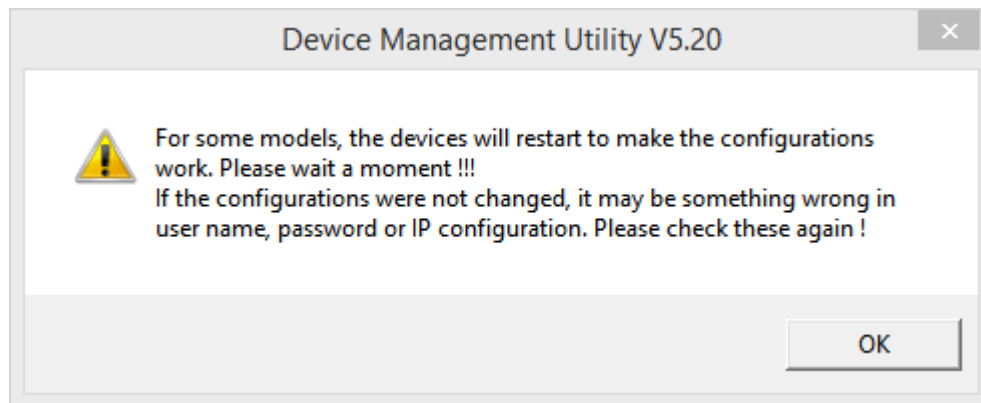 Device Management Utility V5.20
For some models, the devices will restart to make the configurations
work. Please wait a moment !!!
If the configurations were not changed, it may be something wrong in
user name, password or IP configuration. Please check these again !
OK